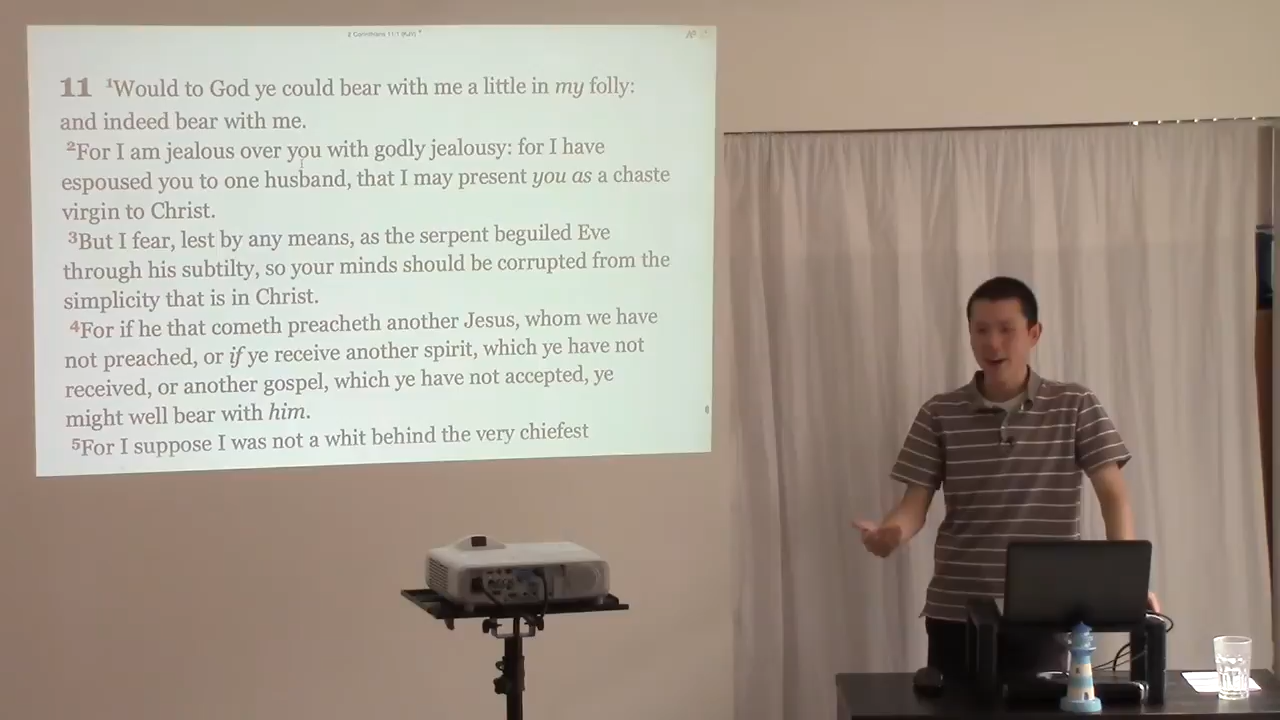 2 Corinthians 11:1 (KJV)
11 1Would to God ye could bear with me a little in my folly:
and indeed bear with me.
2For I am jealous over you with godly jealousy: for I have
espoused you to one husband, that I may present you as a chaste
virgin to Christ.
3But I fear, lest by any means, as the serpent beguiled Eve
through his subtilty, so your minds should be corrupted from the
simplicity that is in Christ.
4For if he that cometh preacheth another Jesus, whom we have
not preached, or if ye receive another spirit, which ye have not
received, or another gospel, which ye have not accepted, ye
might well bear with him.
5For I suppose I was not a whit behind the very chiefest